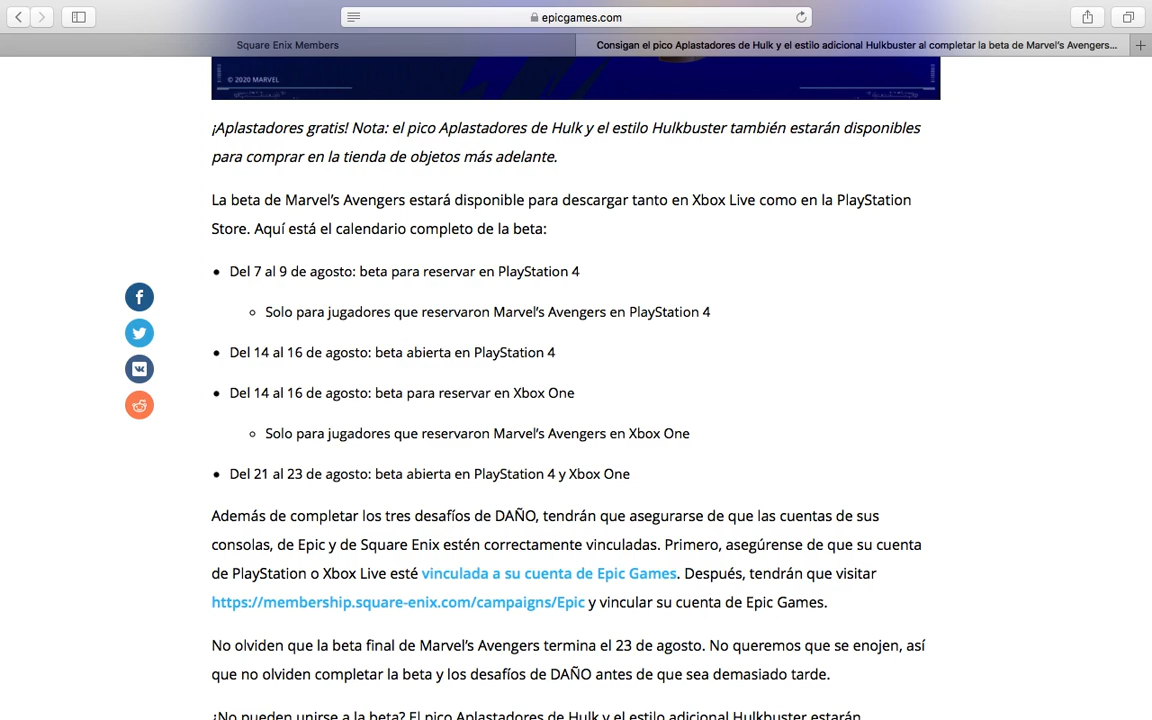 epicgames.com
Square Enix Members
Consigan el pico Aplastadores de Hulk y el estilo adicional Hulkbuster al completar la beta de Marvel’s Avengers...
© 2020 MARVEL
¡Aplastadores gratis! Nota: el pico Aplastadores de Hulk y el estilo Hulkbuster también estarán disponibles
para comprar en la tienda de objetos más adelante.
La beta de Marvel’s Avengers estará disponible para descargar tanto en Xbox Live como en la PlayStation
Store. Aquí está el calendario completo de la beta:
• Del 7 al 9 de agosto: beta para reservar en PlayStation 4
◦ Solo para jugadores que reservaron Marvel’s Avengers en PlayStation 4
• Del 14 al 16 de agosto: beta abierta en PlayStation 4
• Del 14 al 16 de agosto: beta para reservar en Xbox One
◦ Solo para jugadores que reservaron Marvel’s Avengers en Xbox One
• Del 21 al 23 de agosto: beta abierta en PlayStation 4 y Xbox One
Además de completar los tres desafíos de DAÑO, tendrán que asegurarse de que las cuentas de sus
consolas, de Epic y de Square Enix estén correctamente vinculadas. Primero, asegúrense de que su cuenta
de PlayStation o Xbox Live esté vinculada a su cuenta de Epic Games. Después, tendrán que visitar
https://membership.square-enix.com/campaigns/Epic y vincular su cuenta de Epic Games.
No olviden que la beta final de Marvel’s Avengers termina el 23 de agosto. No queremos que se enojen, así
que no olviden completar la beta y los desafíos de DAÑO antes de que sea demasiado tarde.
¿No pueden unirse a la beta? El pico Aplastadores de Hulk y el estilo adicional Hulkbuster estarán